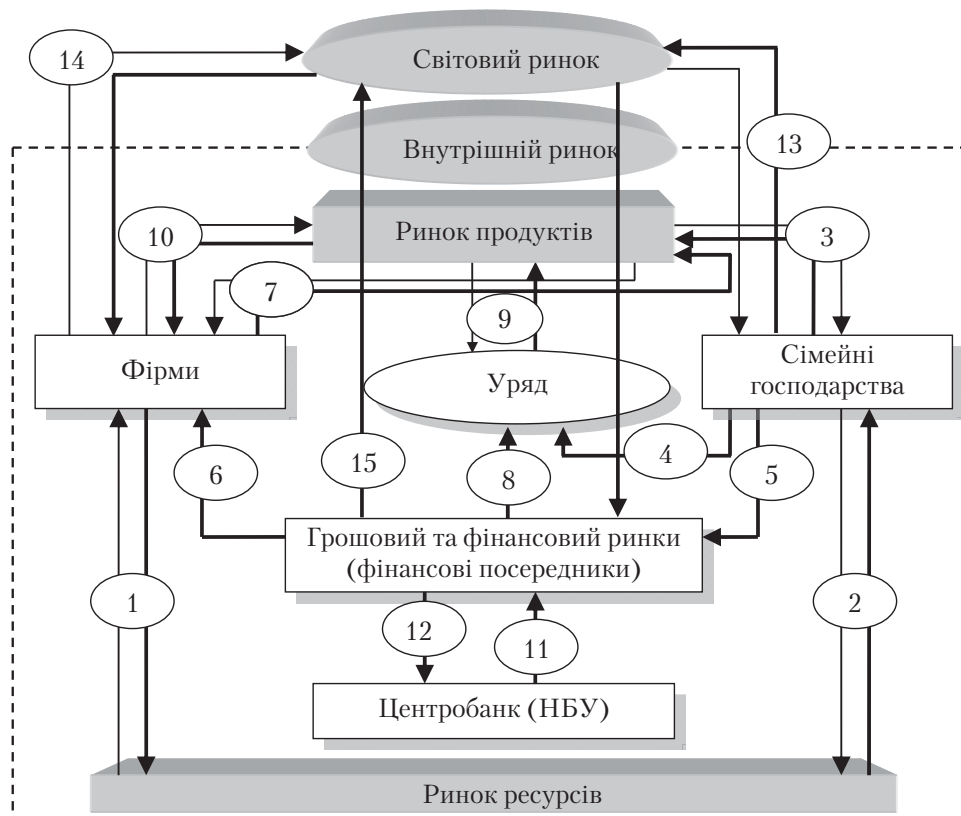 14
Світовий ринок
Внутрішній ринок
13
10
Ринок продуктів
3
7
9
Фірми
Уряд
Сімейні
господарства
6
15
8
4
5
Грошовий та фінансовий ринки
(фінансові посередники)
1
12
11
2
Центробанк (НБУ)
Ринок ресурсів